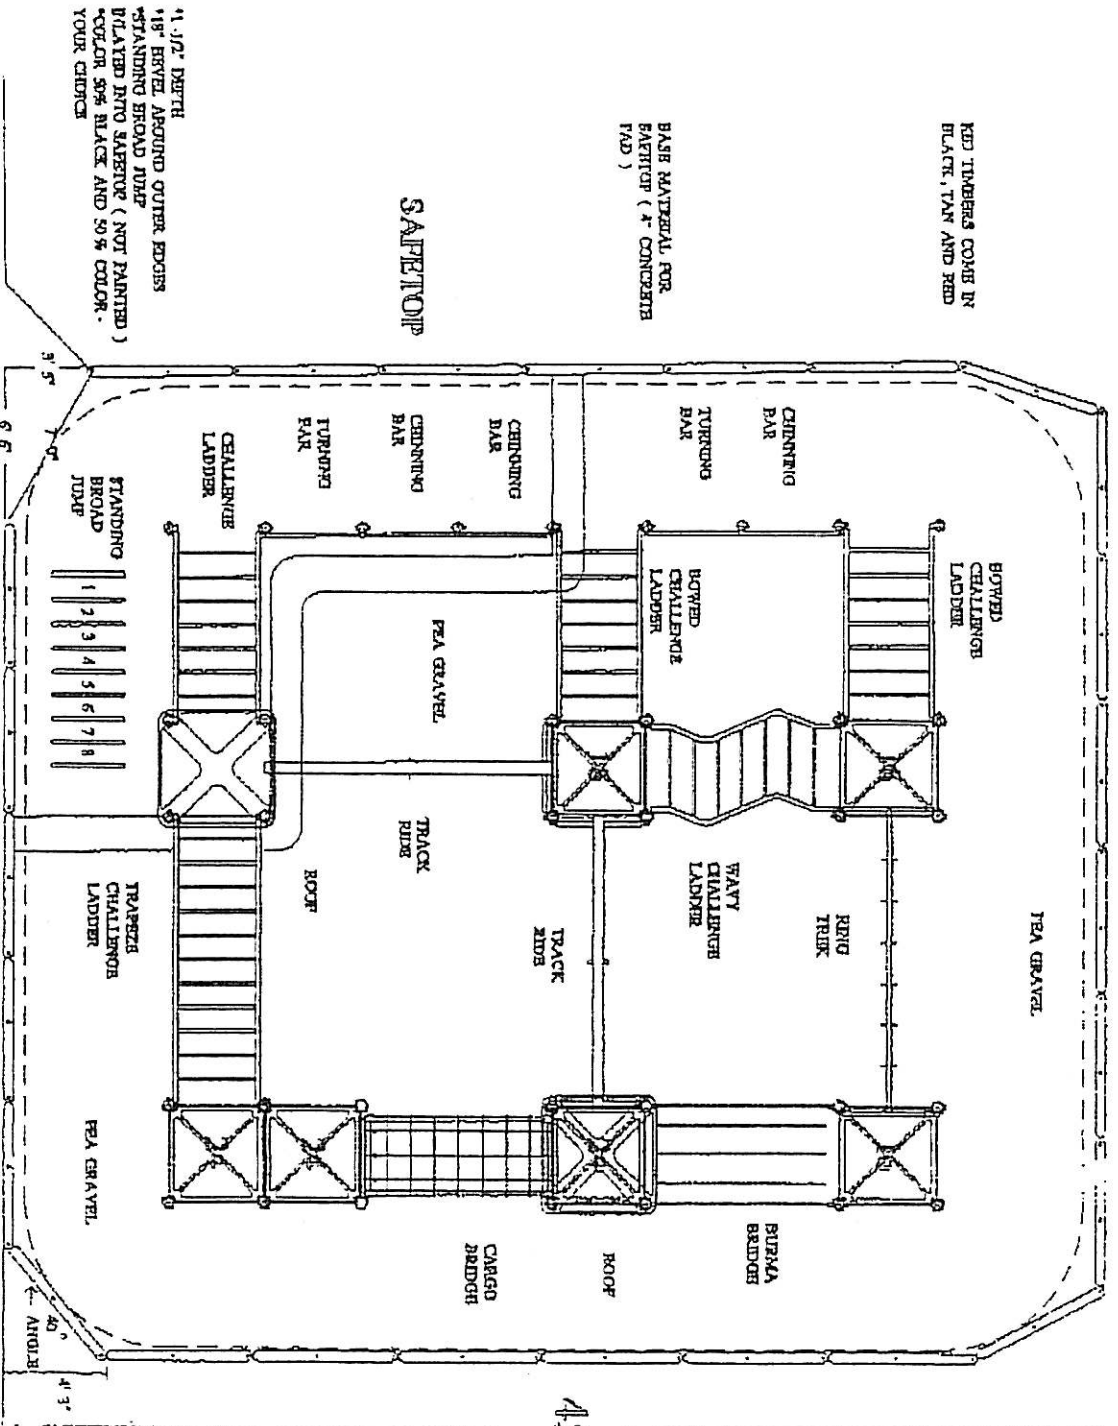 KID TIMBERS COME IN
BLACK, TAN AND RED
BASE MATREIAL FOR
SAFETOP ( 4" CONCRETE
PAD )
SAFETOP
*1-1/2" DEPTH
*18" BEVEL AROUND OUTER EDGES
*STANDING BROAD JUMP
INLAYED INTO SAFETOP ( NOT PAINTED )
*COLOR 50% BLACK AND 50% COLOR -
YOUR CHOICE
BOWED
CHALLENGE
LADDER
CHINNING
BAR
TURNING
BAR
BOWED
CHALLENGE
LADDER
CHINNING
BAR
CHINNING
BAR
TURNING
BAR
CHALLENGE
LADDER
STANDING
BROAD
JUMP
1 2 3 4 5 6 7 8
3' 5"
6' 6"
PEA GRAVEL
PEA GRAVEL
RING
TREK
WAVY
CHALLENGE
LADDER
TRACK
RIDE
TRACK
RIDE
ROOF
TRAPEZE
CHALLENGE
LADDER
BURMA
BRIDGE
ROOF
CARGO
BRIDGE
PEA GRAVEL
40°
ANGLE
4' 3"